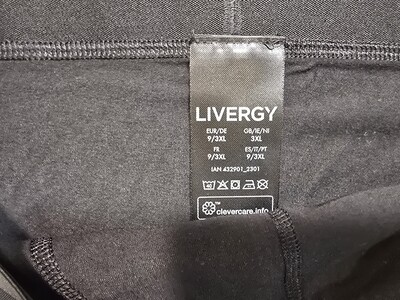 LIVERGY
EUR/DE GB/IE/NI
9/3XL 3XL
FR ES/IT/PT
9/3XL 9/3XL
IAN 432901_2301
™
clevercare.info